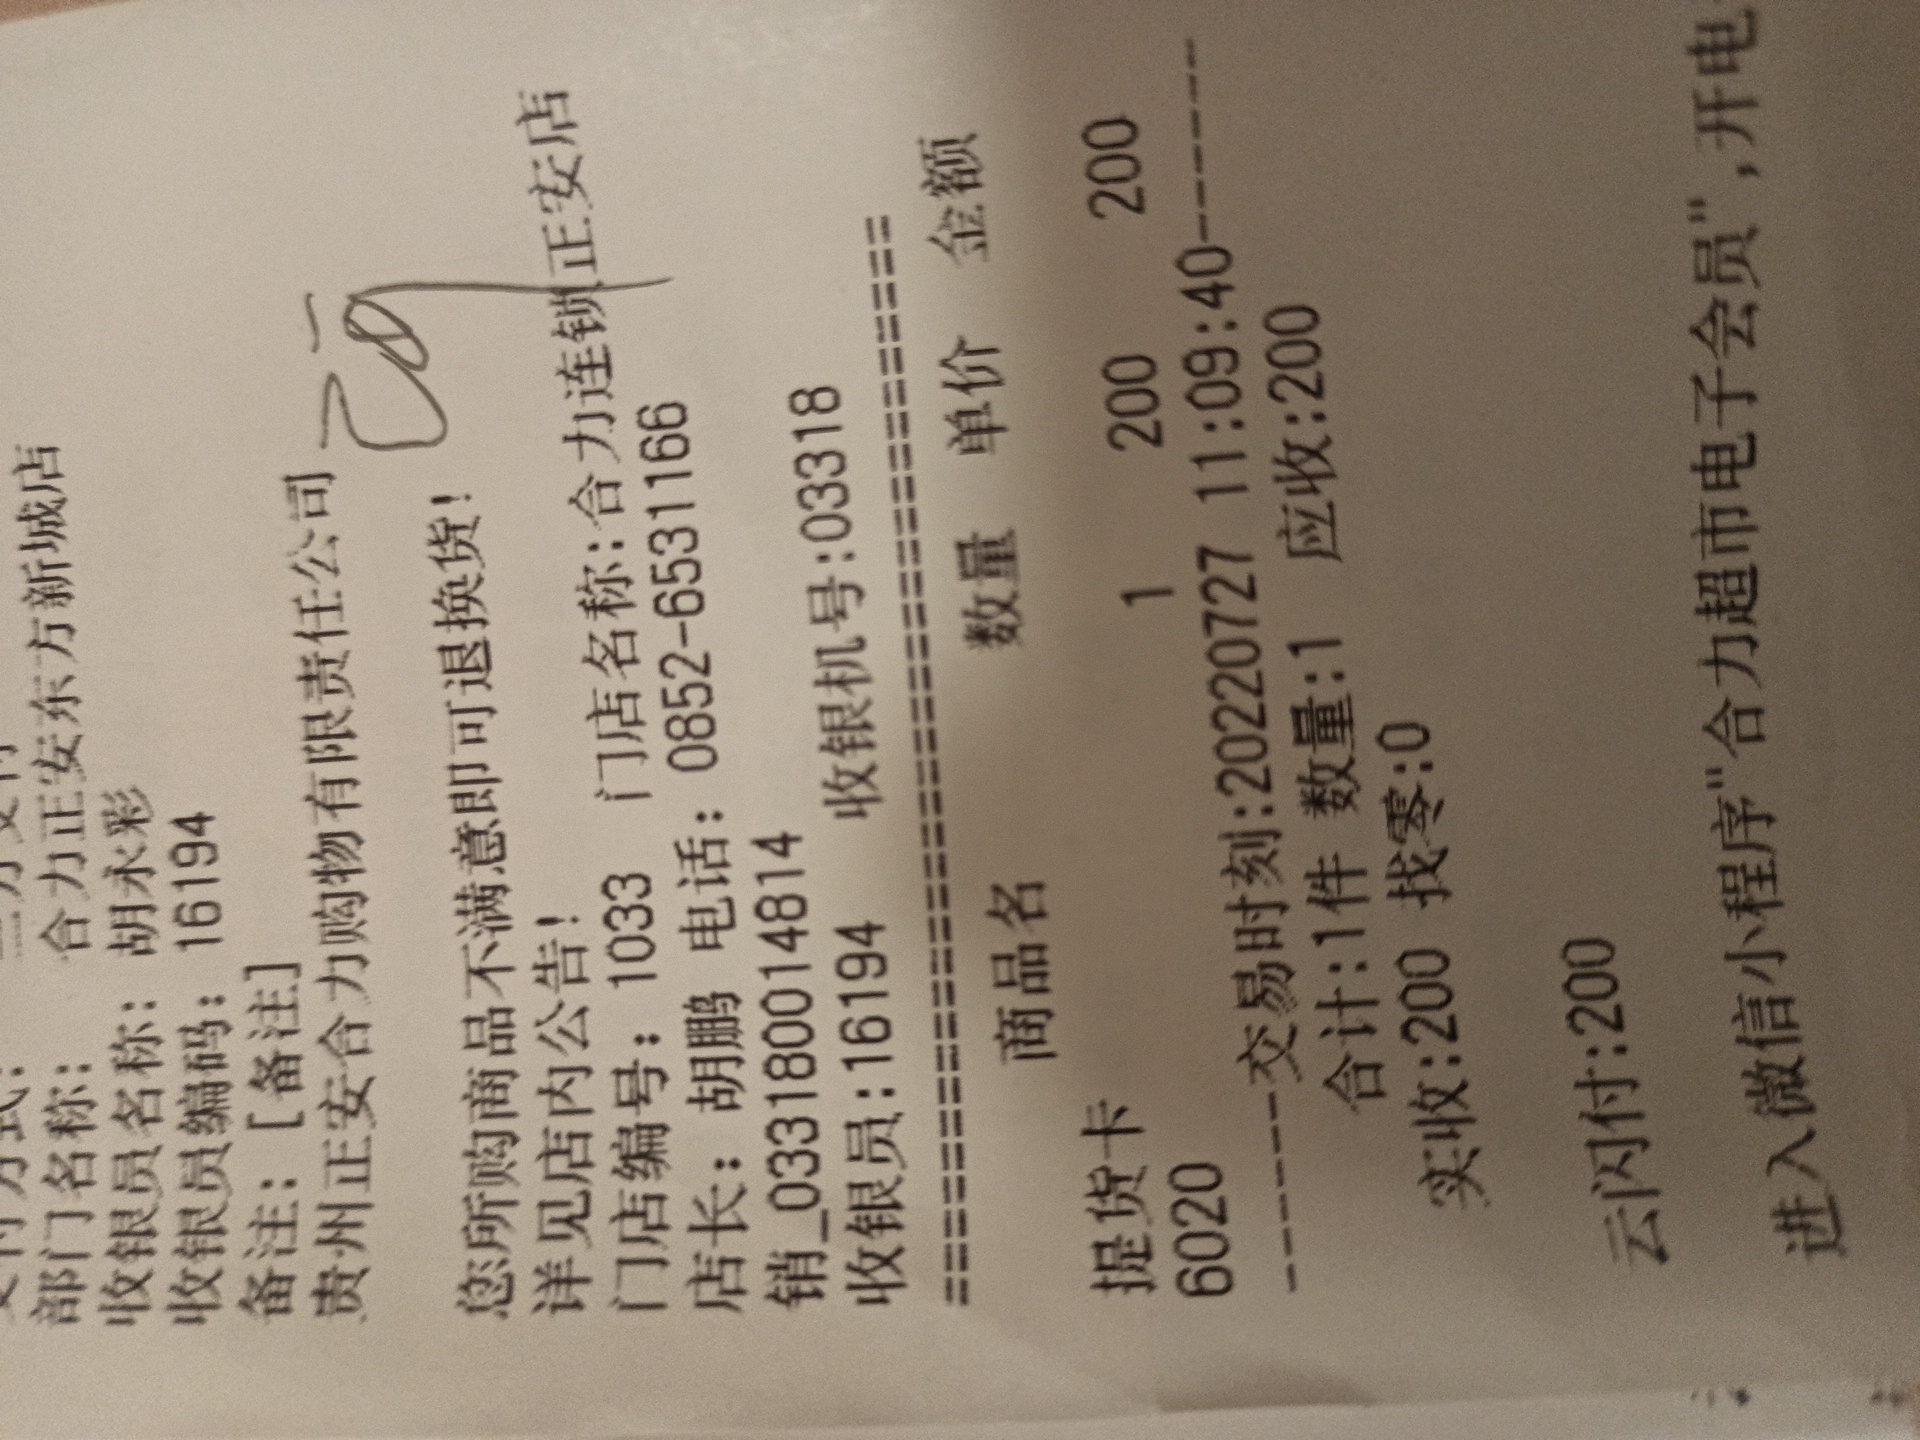 部门名称: 合力正安东方新城店
收银员名称: 胡永彩
收银员编码: 16194
备注: [备注]
贵州正安合力购物有限责任公司
您所购商品不满意即可退换货!
详见店内公告!
门店编号: 1033 门店名称:合力连锁正安店
店长: 胡鹏 电话: 0852-6531166
销_033180014814
收银员:16194 收银机号:03318
==========================================
商品名 数量 单价 金额
提货卡
6020 1 200 200
--------交易时刻:20220727 11:09:40--------
合计:1件 数量:1 应收:200
实收:200 找零:0
云闪付:200
进入微信小程序"合力超市电子会员",开电